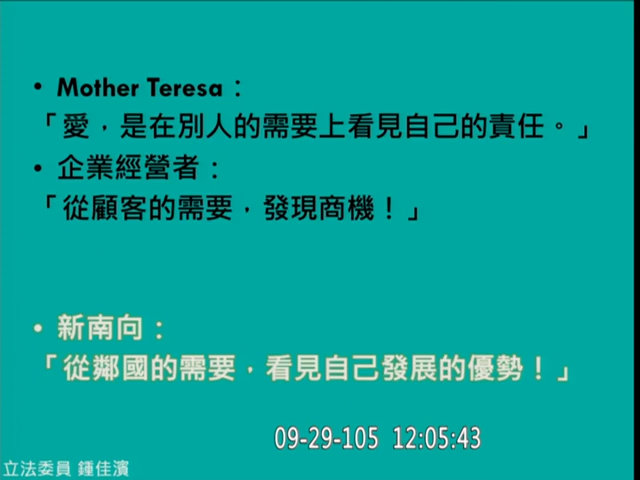 • Mother Teresa：
「愛，是在別人的需要上看見自己的責任。」
• 企業經營者：
「從顧客的需要，發現商機！」
• 新南向：
「從鄰國的需要，看見自己發展的優勢！」
09-29-105 12:05:43
立法委員 鍾佳濱